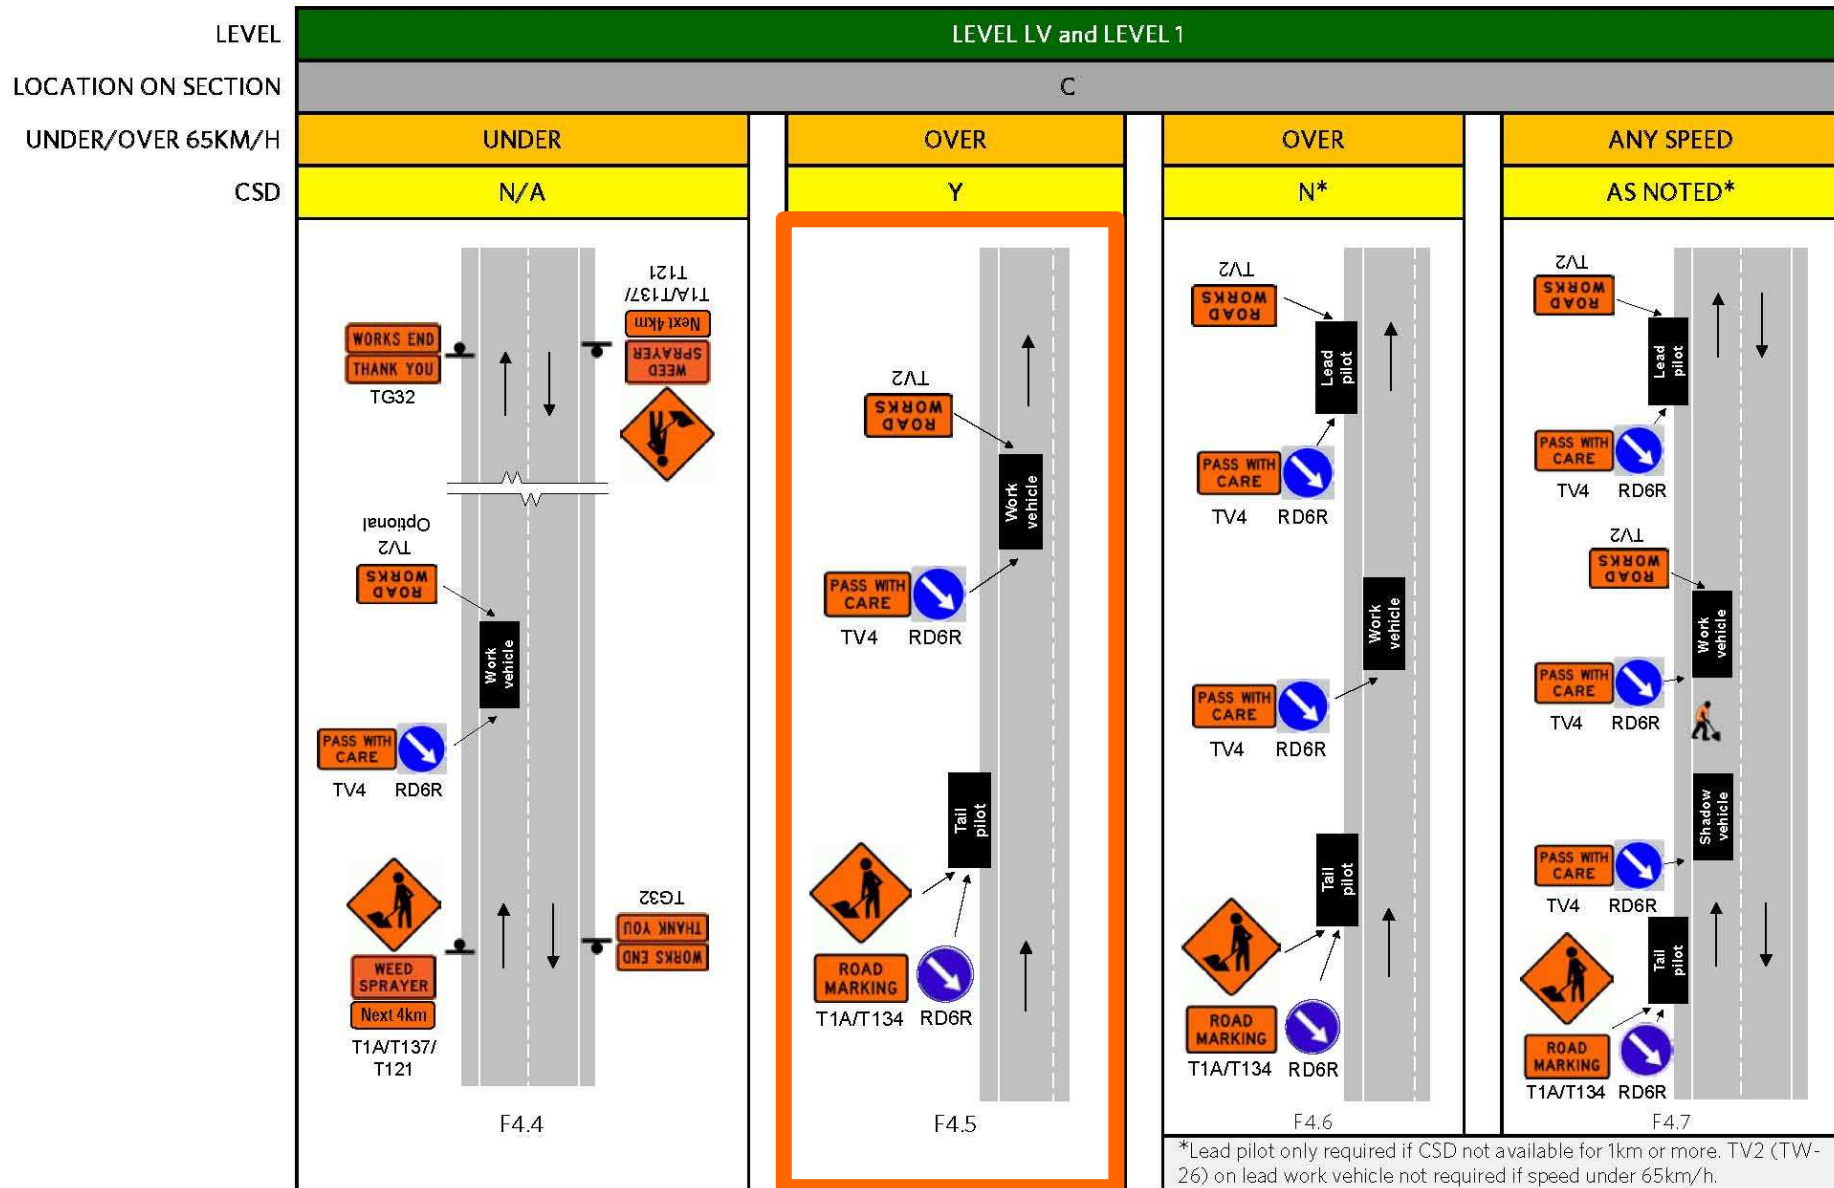 LEVEL
LEVEL LV and LEVEL 1
LOCATION ON SECTION
C
UNDER/OVER 65KM/H
UNDER
OVER
OVER
ANY SPEED
CSD
N/A
Y
N*
AS NOTED*
T1A/T137/
T121
Next 4km
WEED
SPRAYER
WORKS END
THANK YOU
TG32
Optional
TV2
ROAD
WORKS
Work
vehicle
PASS WITH
CARE
TV4
RD6R
WEED
SPRAYER
Next 4km
T1A/T137/
T121
TG32
WORKS END
THANK YOU
F4.4
TV2
ROAD
WORKS
Work
vehicle
PASS WITH
CARE
TV4
RD6R
Tail
pilot
ROAD
MARKING
T1A/T134
RD6R
F4.5
TV2
ROAD
WORKS
Lead
pilot
PASS WITH
CARE
TV4
RD6R
Work
vehicle
PASS WITH
CARE
TV4
RD6R
Tail
pilot
ROAD
MARKING
T1A/T134
RD6R
F4.6
TV2
ROAD
WORKS
Lead
pilot
PASS WITH
CARE
TV4
RD6R
TV2
ROAD
WORKS
Work
vehicle
PASS WITH
CARE
TV4
RD6R
Shadow
vehicle
PASS WITH
CARE
TV4
RD6R
Tail
pilot
ROAD
MARKING
T1A/T134
RD6R
F4.7
*Lead pilot only required if CSD not available for 1km or more. TV2 (TW-
26) on lead work vehicle not required if speed under 65km/h.